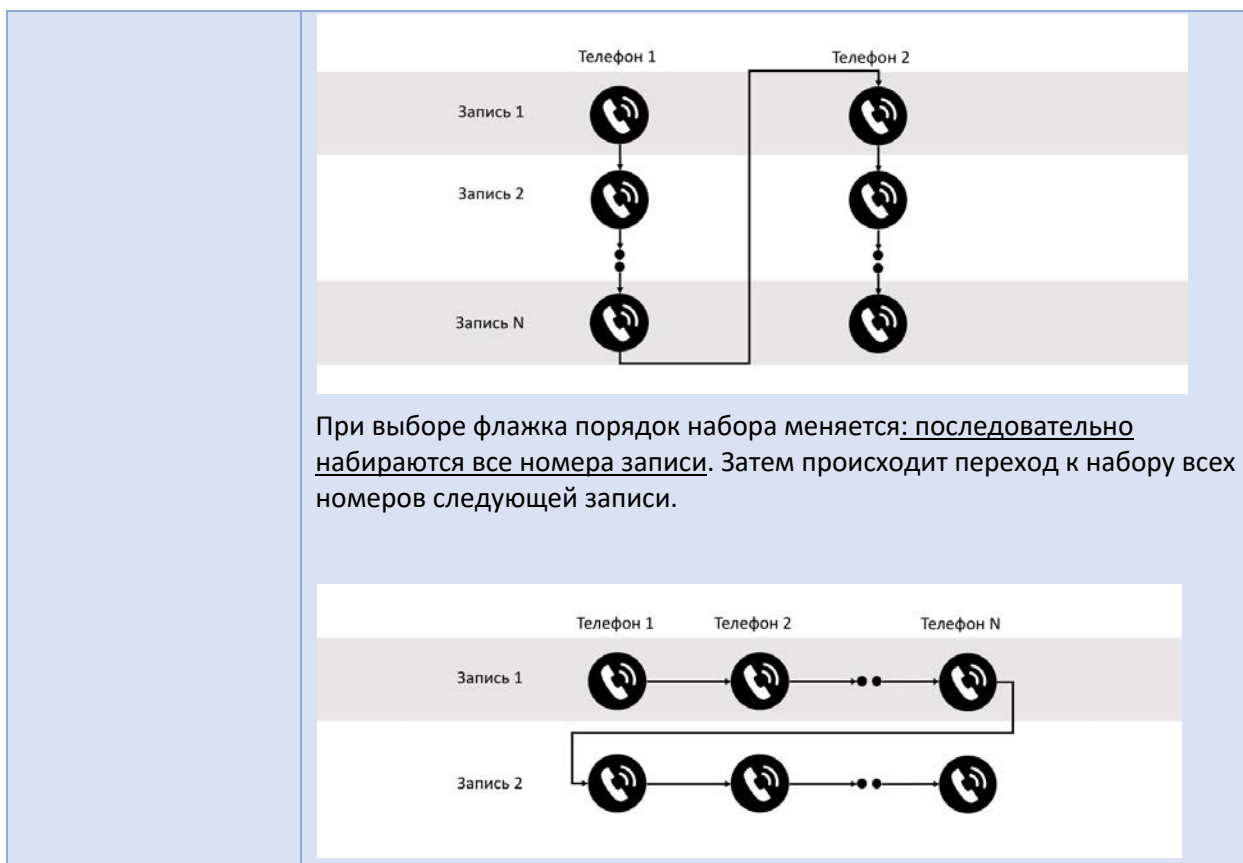 Телефон 1 Телефон 2
Запись 1
Запись 2
Запись N
При выборе флажка порядок набора меняется: последовательно
набираются все номера записи. Затем происходит переход к набору всех
номеров следующей записи.
Телефон 1 Телефон 2 Телефон N
Запись 1
Запись 2